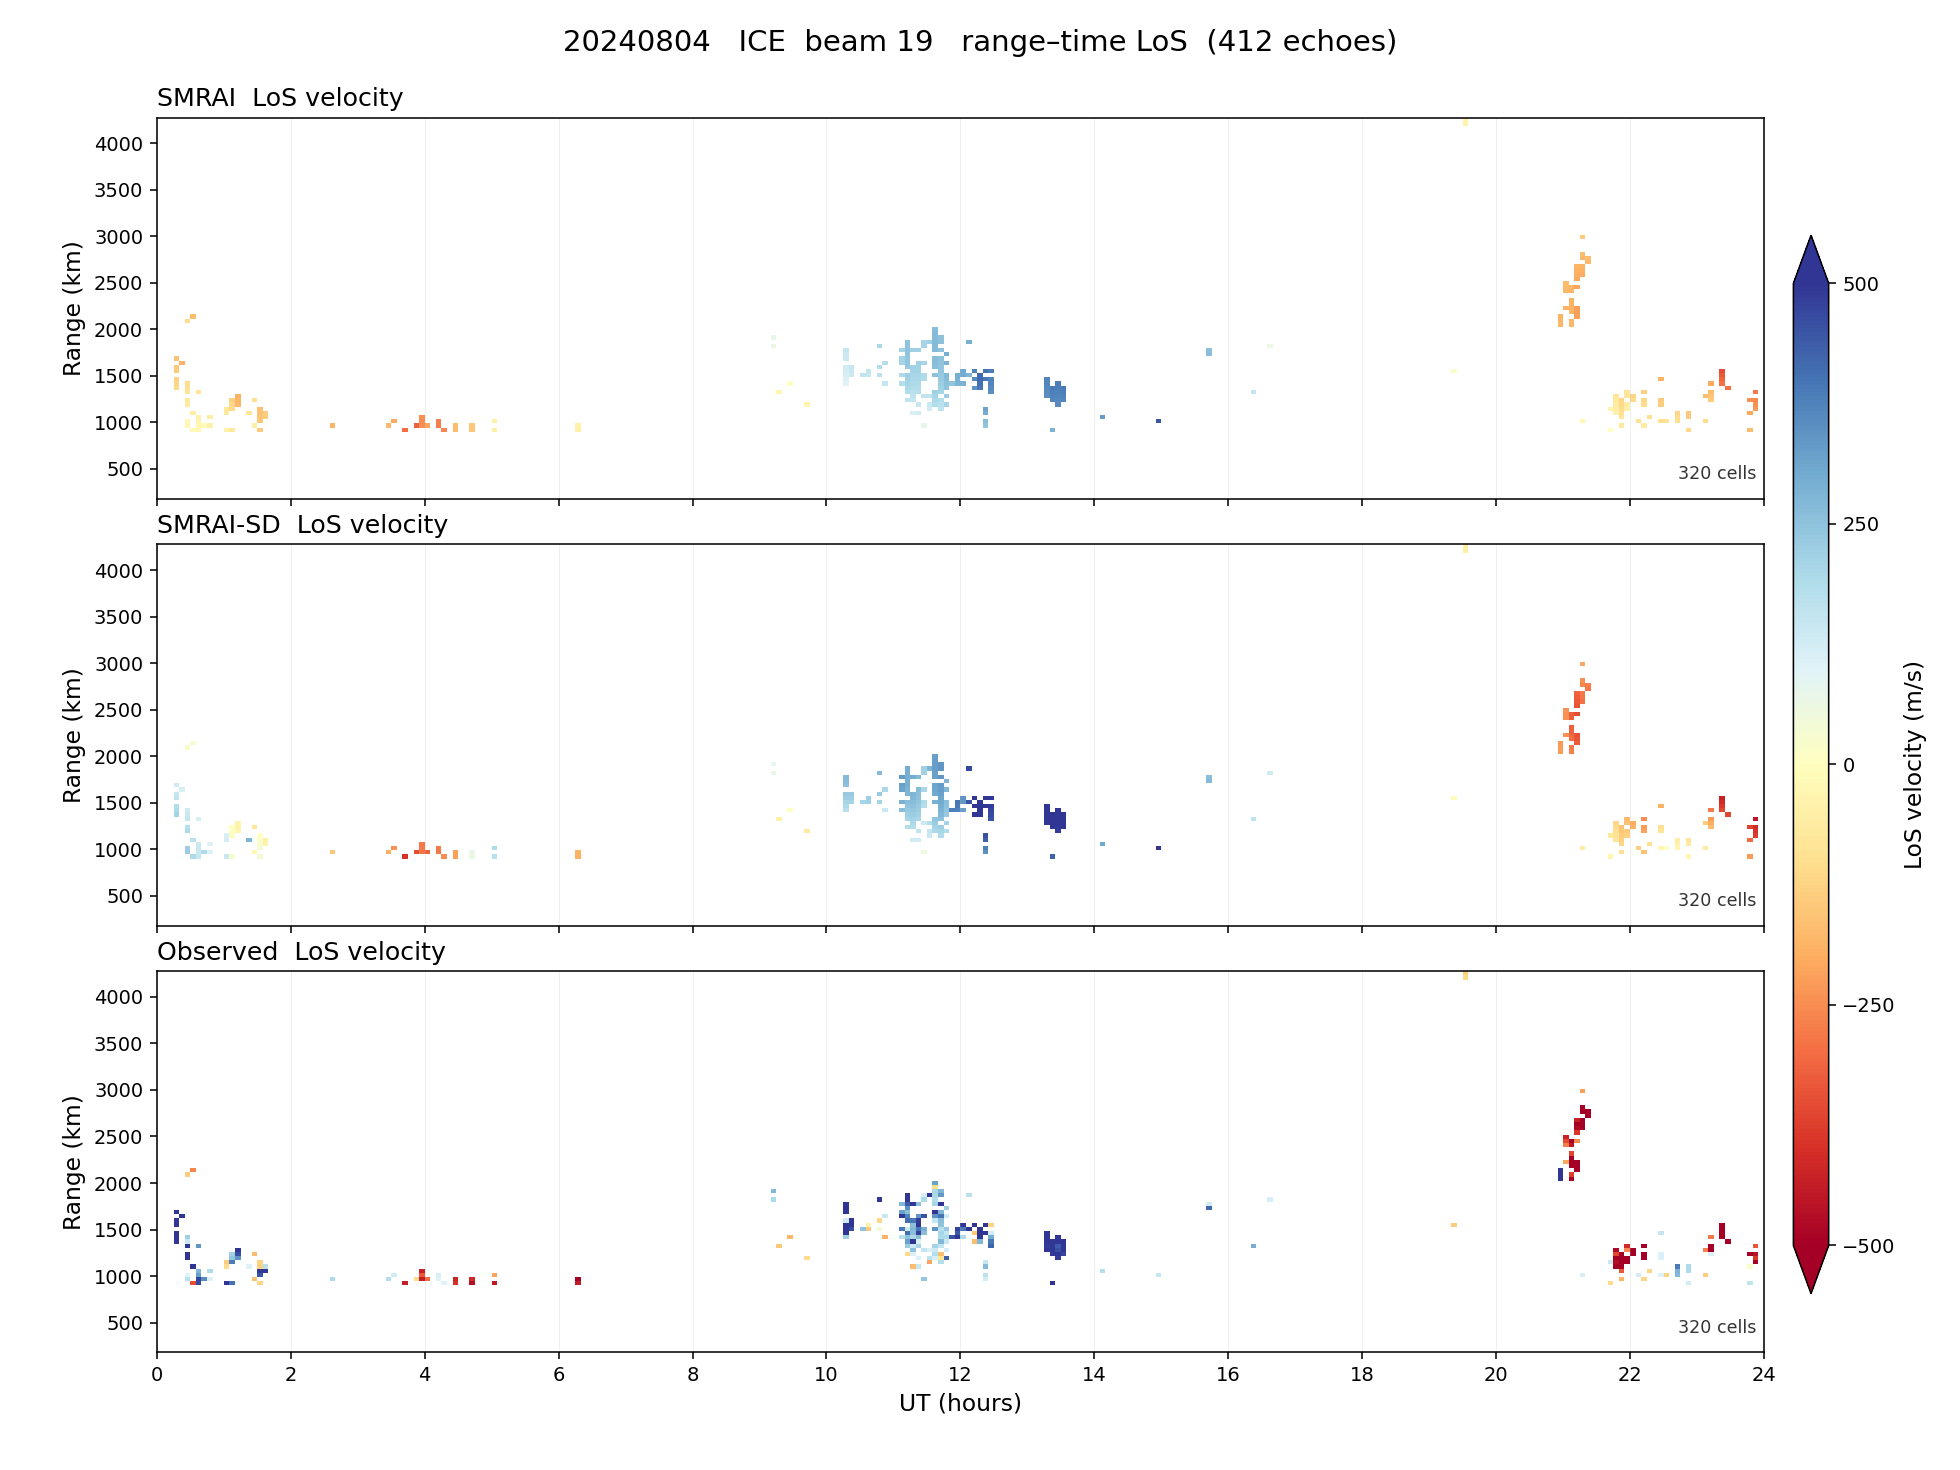 20240804   ICE  beam 19   range–time LoS  (412 echoes)
SMRAI  LoS velocity
Range (km)
4000
3500
3000
2500
2000
1500
1000
500
320 cells
SMRAI-SD  LoS velocity
Range (km)
4000
3500
3000
2500
2000
1500
1000
500
320 cells
Observed  LoS velocity
Range (km)
4000
3500
3000
2500
2000
1500
1000
500
320 cells
0 2 4 6 8 10 12 14 16 18 20 22 24
UT (hours)
500
250
0
−250
−500
LoS velocity (m/s)